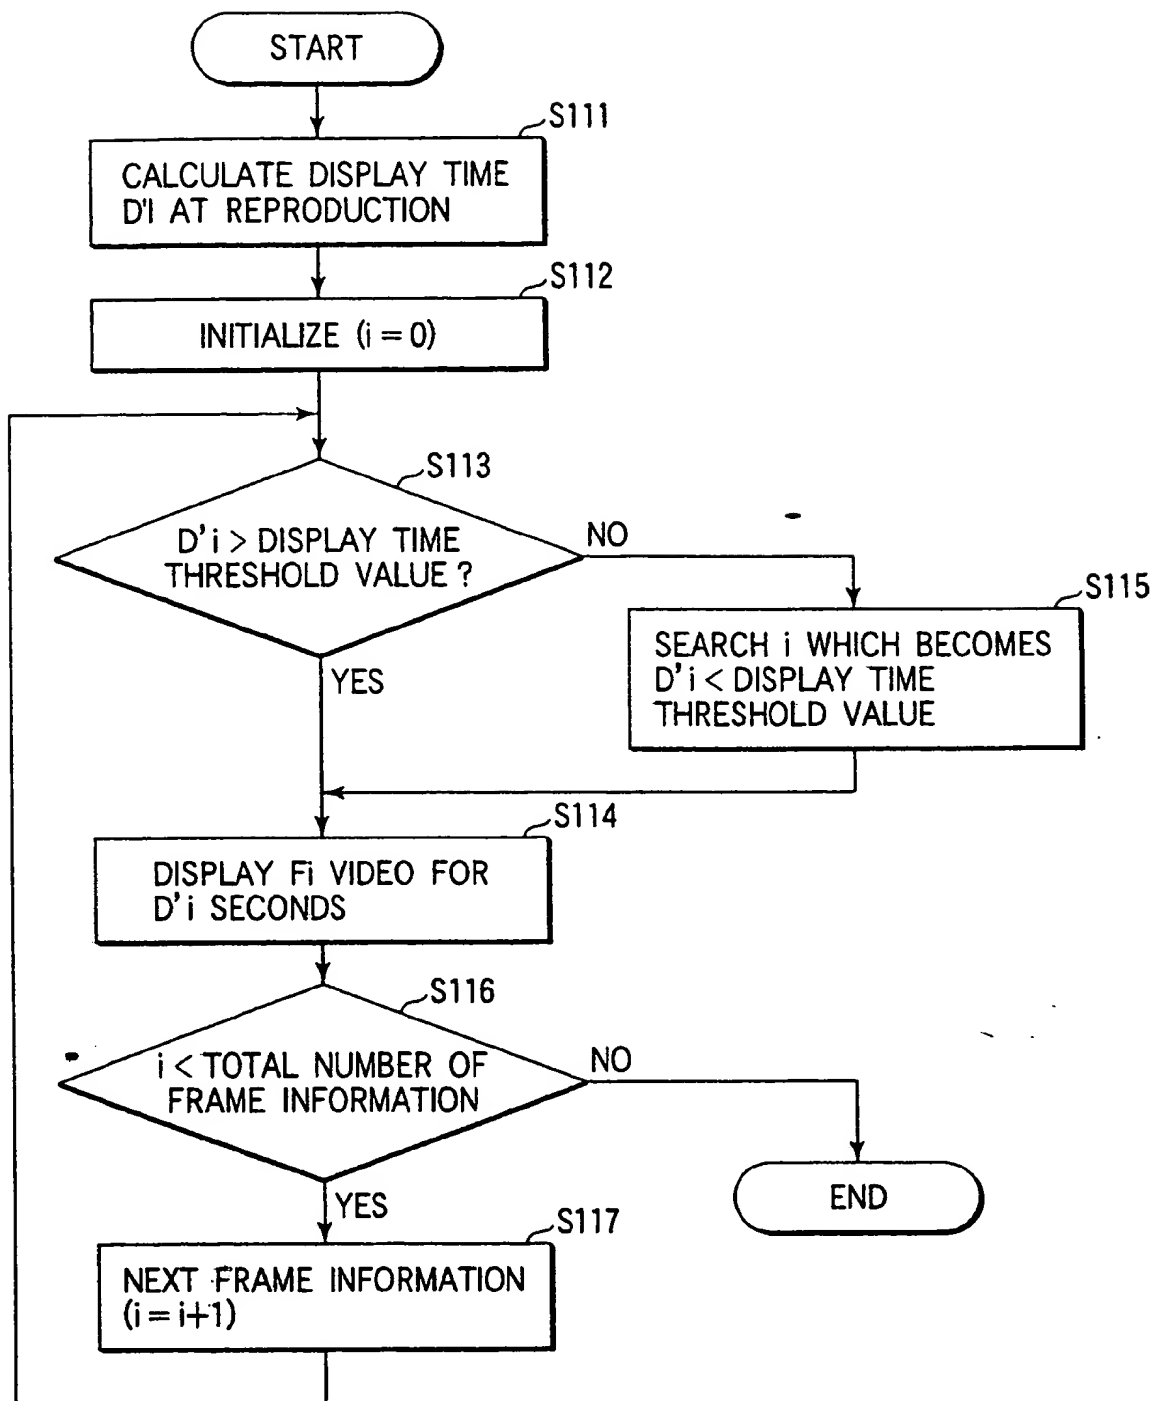 START
S111
CALCULATE DISPLAY TIME
D'I AT REPRODUCTION
S112
INITIALIZE (i = 0)
S113
D'i > DISPLAY TIME
THRESHOLD VALUE ?
NO
YES
S115
SEARCH i WHICH BECOMES
D'i < DISPLAY TIME
THRESHOLD VALUE
S114
DISPLAY Fi VIDEO FOR
D'i SECONDS
S116
i < TOTAL NUMBER OF
FRAME INFORMATION
NO
END
YES
S117
NEXT FRAME INFORMATION
(i = i+1)